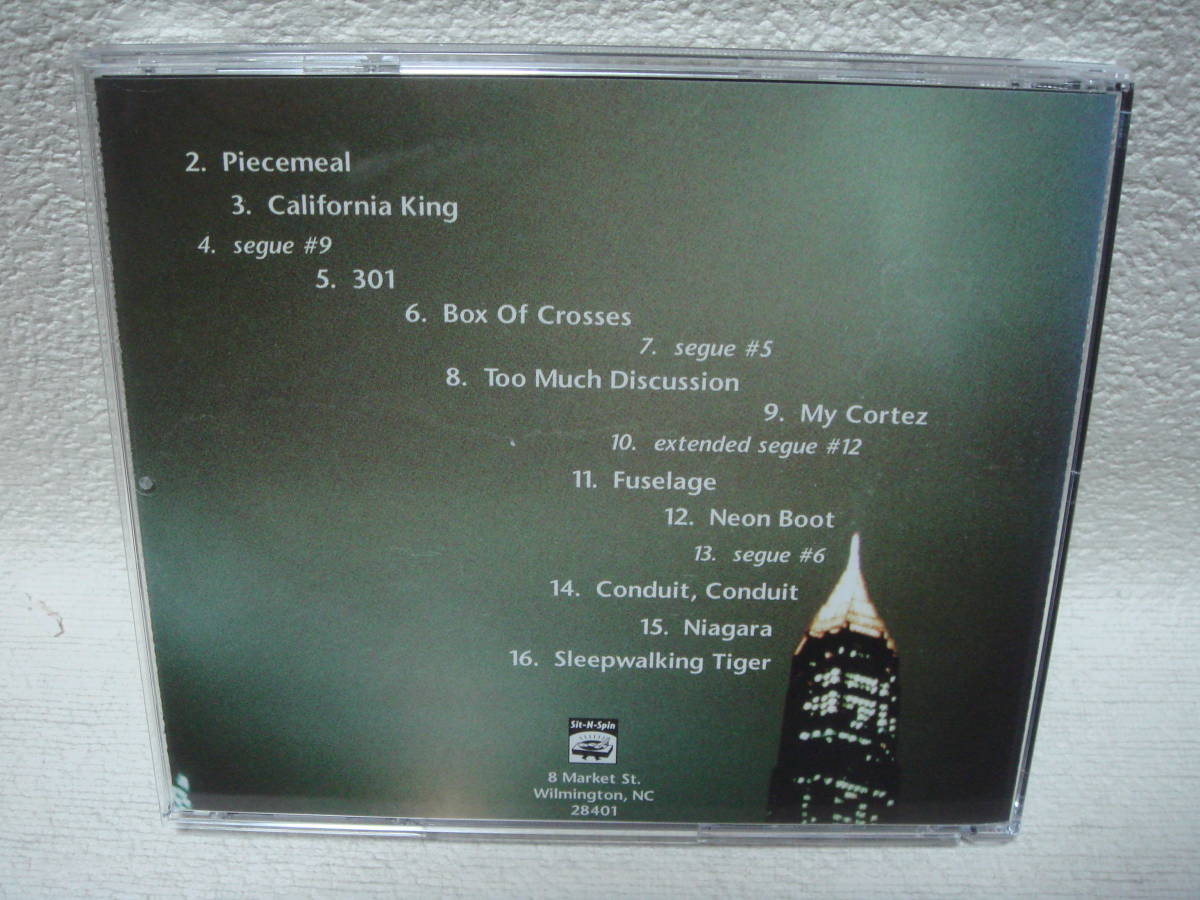 2. Piecemeal
3. California King
4. segue #9
5. 301
6. Box Of Crosses
7. segue #5
8. Too Much Discussion
9. My Cortez
10. extended segue #12
11. Fuselage
12. Neon Boot
13. segue #6
14. Conduit, Conduit
15. Niagara
16. Sleepwalking Tiger
Sit-N-Spin
8 Market St.
Wilmington, NC
28401